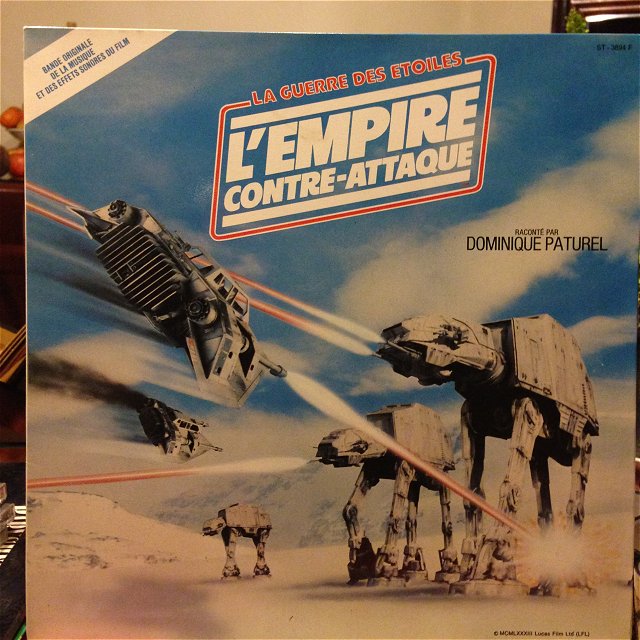 BANDE ORIGINALE
DE LA MUSIQUE
ET DES EFFETS SONORES DU FILM
ST - 3894 F
LA GUERRE DES ETOILES
L'EMPIRE
CONTRE-ATTAQUE
RACONTÉ PAR
DOMINIQUE PATUREL
© MCMLXXXIII Lucas Film Ltd (LFL)